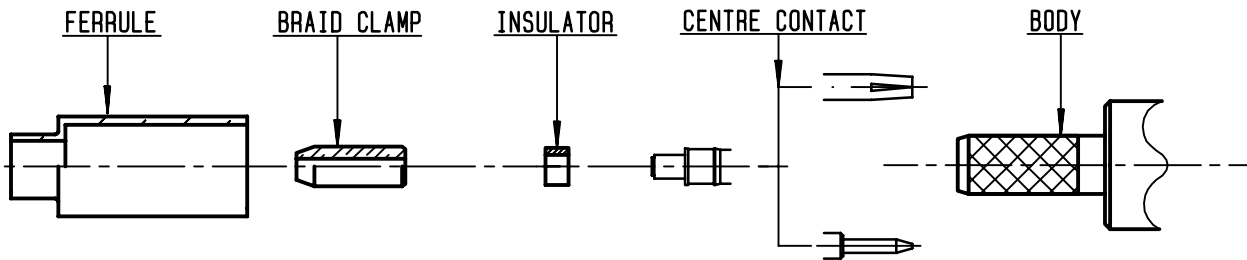 FERRULE
BRAID CLAMP
INSULATOR
CENTRE CONTACT
BODY